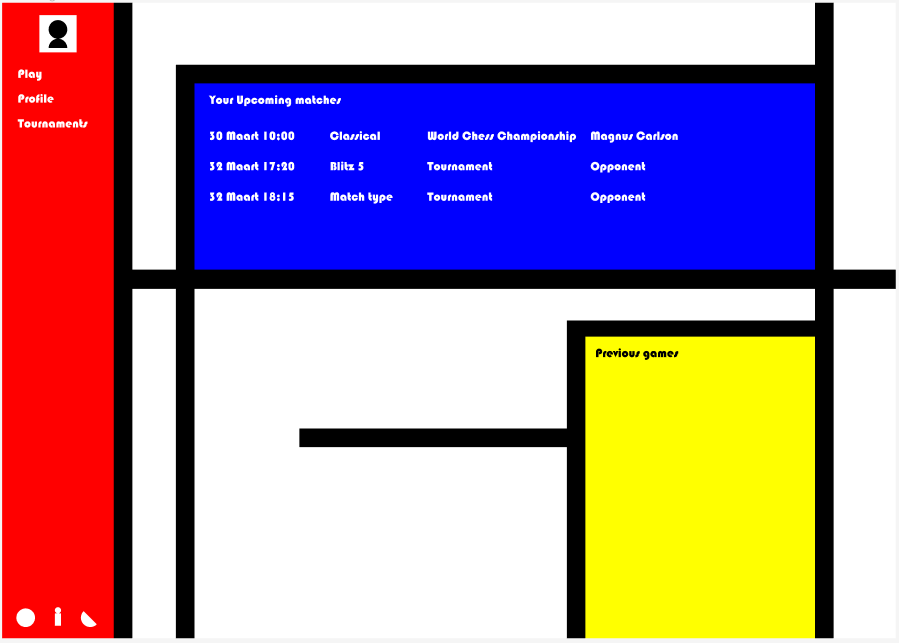 Play
Profile
Tournaments
Your Upcoming matches
30 Maart 10:00 Classical World Chess Championship Magnus Carlson
32 Maart 17:20 Blitz 5 Tournament Opponent
32 Maart 18:15 Match type Tournament Opponent
Previous games